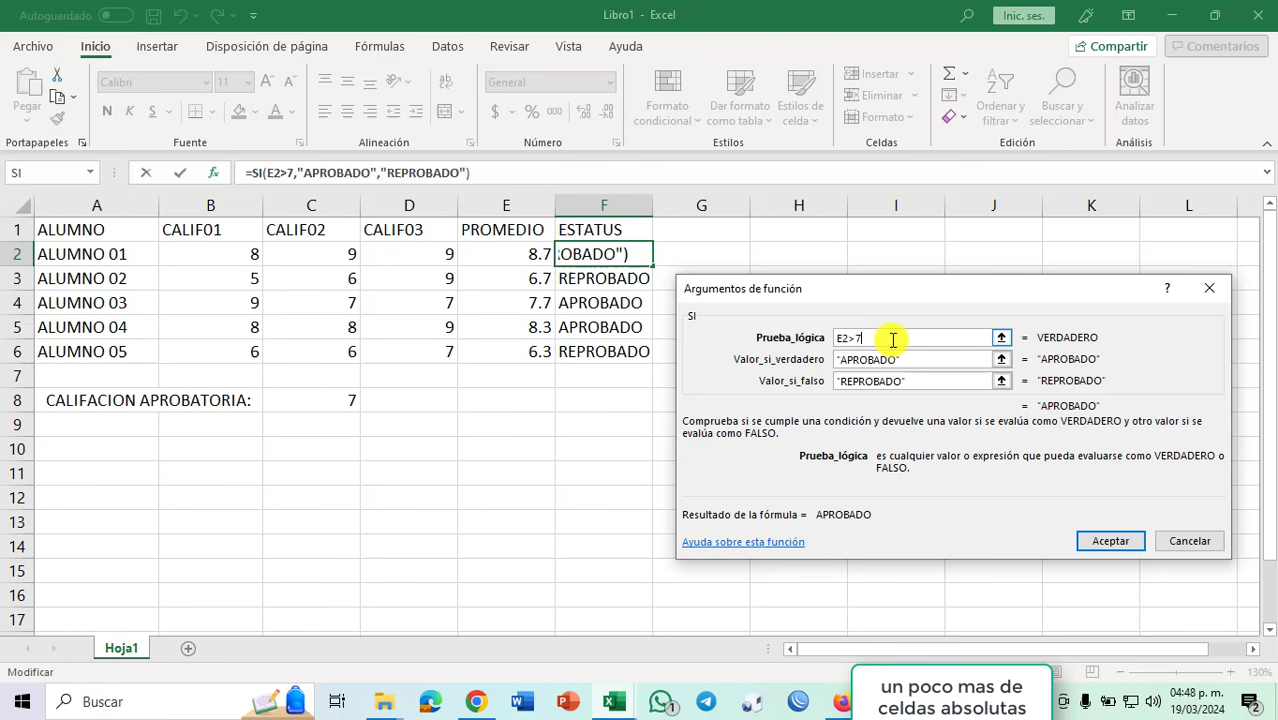 Autoguardado
Libro1 - Excel
Inic. ses.
Archivo Inicio Insertar Disposición de página Fórmulas Datos Revisar Vista Ayuda
Compartir
Comentarios
Pegar
Calibri 11
N K S
General
Formato condicional
Dar formato como tabla
Estilos de celda
Insertar
Eliminar
Formato
Ordenar y filtrar
Buscar y seleccionar
Analizar datos
Portapapeles Fuente Alineación Número Estilos Celdas Edición Análisis
SI =SI(E2>7,"APROBADO","REPROBADO")
A B C D E F G H I J K L
1 ALUMNO CALIF01 CALIF02 CALIF03 PROMEDIO ESTATUS
2 ALUMNO 01 8 9 9 8.7 OBADO")
3 ALUMNO 02 5 6 9 6.7 REPROBADO
4 ALUMNO 03 9 7 7 7.7 APROBADO
5 ALUMNO 04 8 8 9 8.3 APROBADO
6 ALUMNO 05 6 6 7 6.3 REPROBADO
7
8 CALIFACION APROBATORIA: 7
9
10
11
12
13
14
15
16
17
Argumentos de función ?
SI
Prueba_lógica E2>7 = VERDADERO
Valor_si_verdadero "APROBADO" = "APROBADO"
Valor_si_falso "REPROBADO" = "REPROBADO"
= "APROBADO"
Comprueba si se cumple una condición y devuelve una valor si se evalúa como VERDADERO y otro valor si se
evalúa como FALSO.
Prueba_lógica es cualquier valor o expresión que pueda evaluarse como VERDADERO o
FALSO.
Resultado de la fórmula = APROBADO
Ayuda sobre esta función
Aceptar
Cancelar
Hoja1
Modificar
130%
un poco mas de
celdas absolutas
Buscar
1
04:48 p. m.
19/03/2024
2